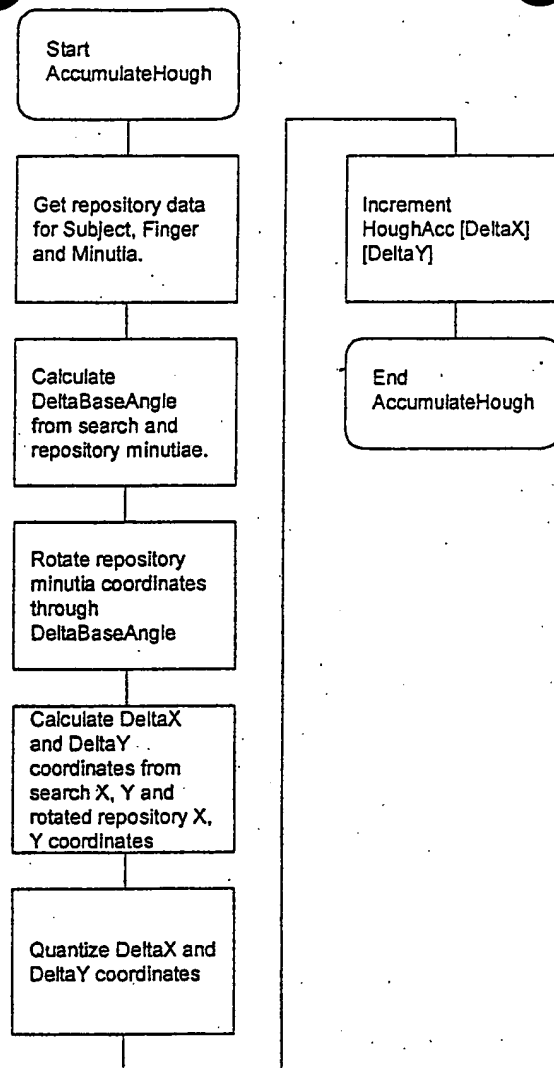 Start
AccumulateHough
Get repository data
for Subject, Finger
and Minutia.
Calculate
DeltaBaseAngle
from search and
repository minutiae.
Rotate repository
minutia coordinates
through
DeltaBaseAngle
Calculate DeltaX
and DeltaY
coordinates from
search X, Y and
rotated repository X,
Y coordinates
Quantize DeltaX and
DeltaY coordinates
Increment
HoughAcc [DeltaX]
[DeltaY]
End
AccumulateHough